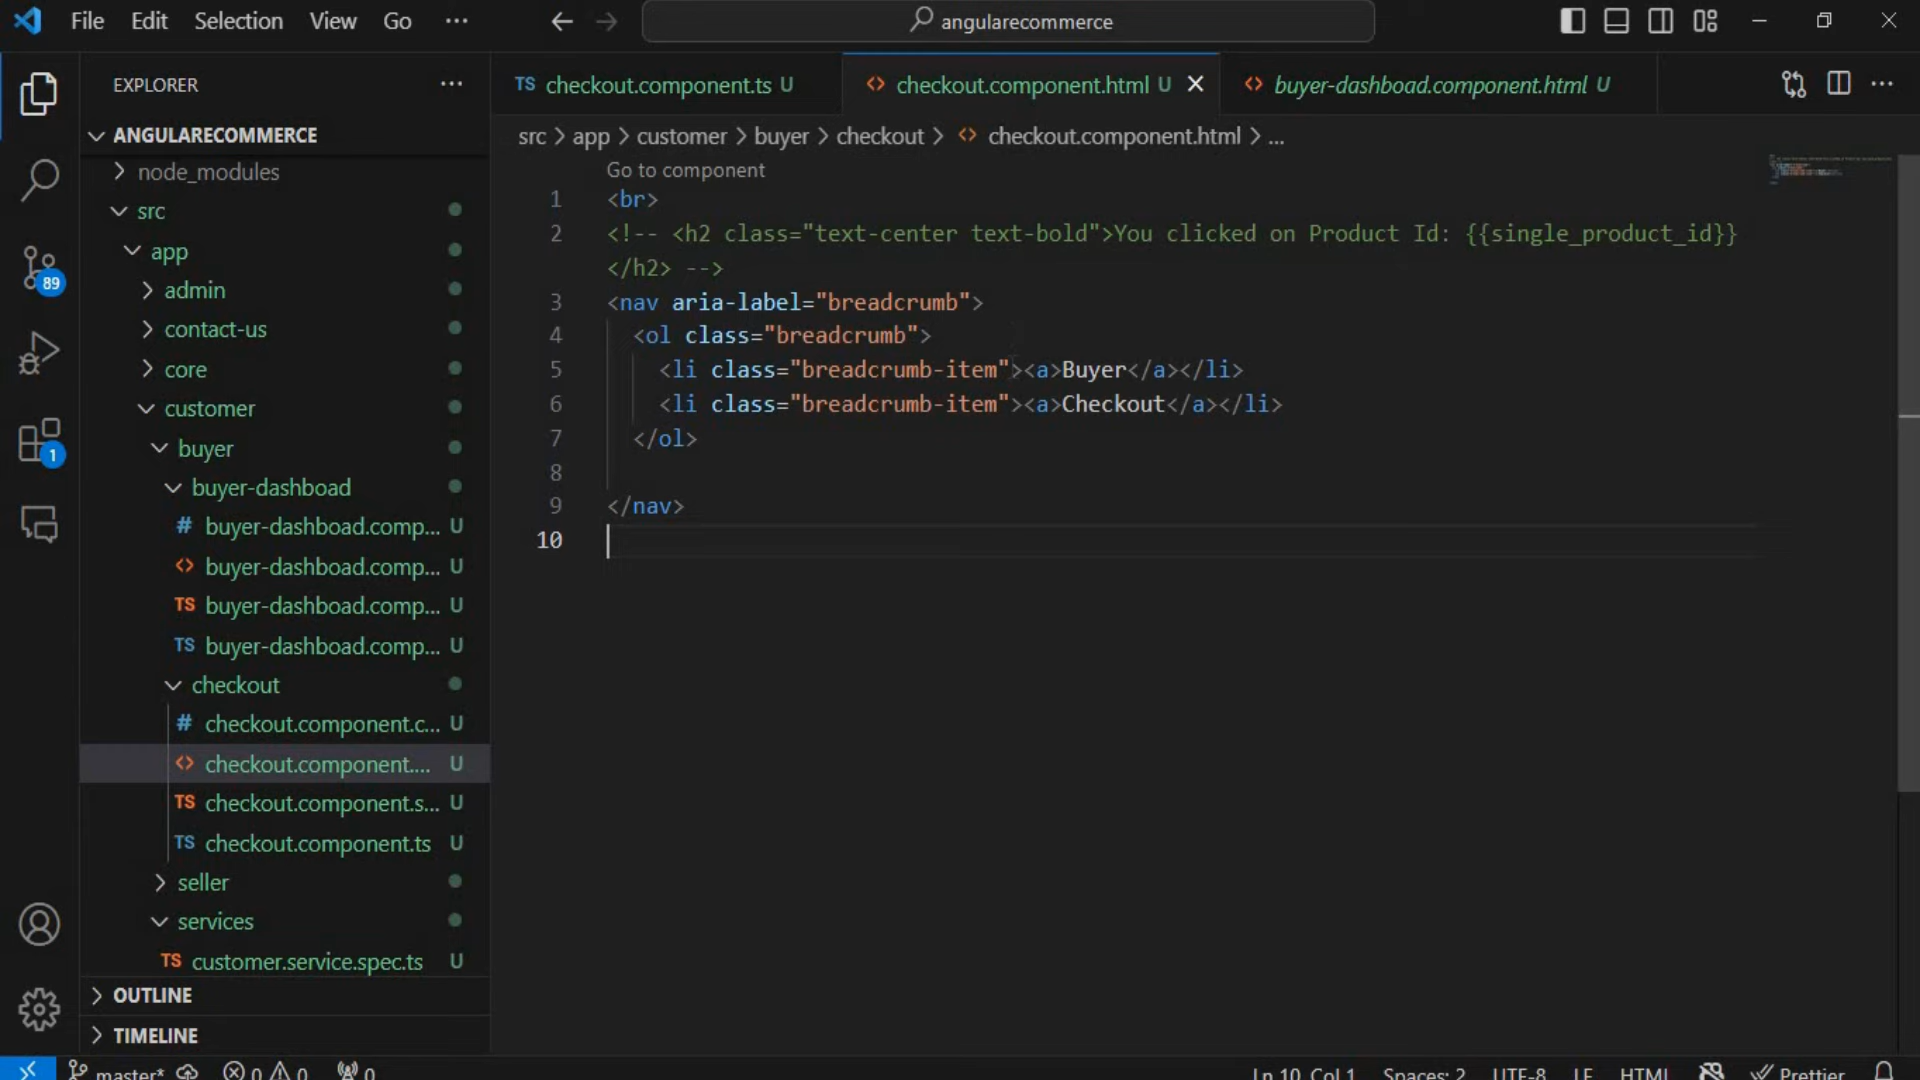 File Edit Selection View Go ...
angularecommerce
EXPLORER ...
ANGULARECOMMERCE
node_modules
src
app
admin
contact-us
core
customer
buyer
buyer-dashboad
# buyer-dashboad.comp... U
<> buyer-dashboad.comp... U
TS buyer-dashboad.comp... U
TS buyer-dashboad.comp... U
checkout
# checkout.component.c... U
<> checkout.component.... U
TS checkout.component.s... U
TS checkout.component.ts U
seller
services
TS customer.service.spec.ts U
OUTLINE
TIMELINE
89
1
TS checkout.component.ts U
<> checkout.component.html U
<> buyer-dashboad.component.html U
src > app > customer > buyer > checkout > <> checkout.component.html > ...
Go to component
1 <br>
2 <!-- <h2 class="text-center text-bold">You clicked on Product Id: {{single_product_id}}
</h2> -->
3 <nav aria-label="breadcrumb">
4 <ol class="breadcrumb">
5 <li class="breadcrumb-item"><a>Buyer</a></li>
6 <li class="breadcrumb-item"><a>Checkout</a></li>
7 </ol>
8
9 </nav>
10
master* 0 0 0
Ln 10, Col 1 Spaces: 2 UTF-8 LF HTML Prettier